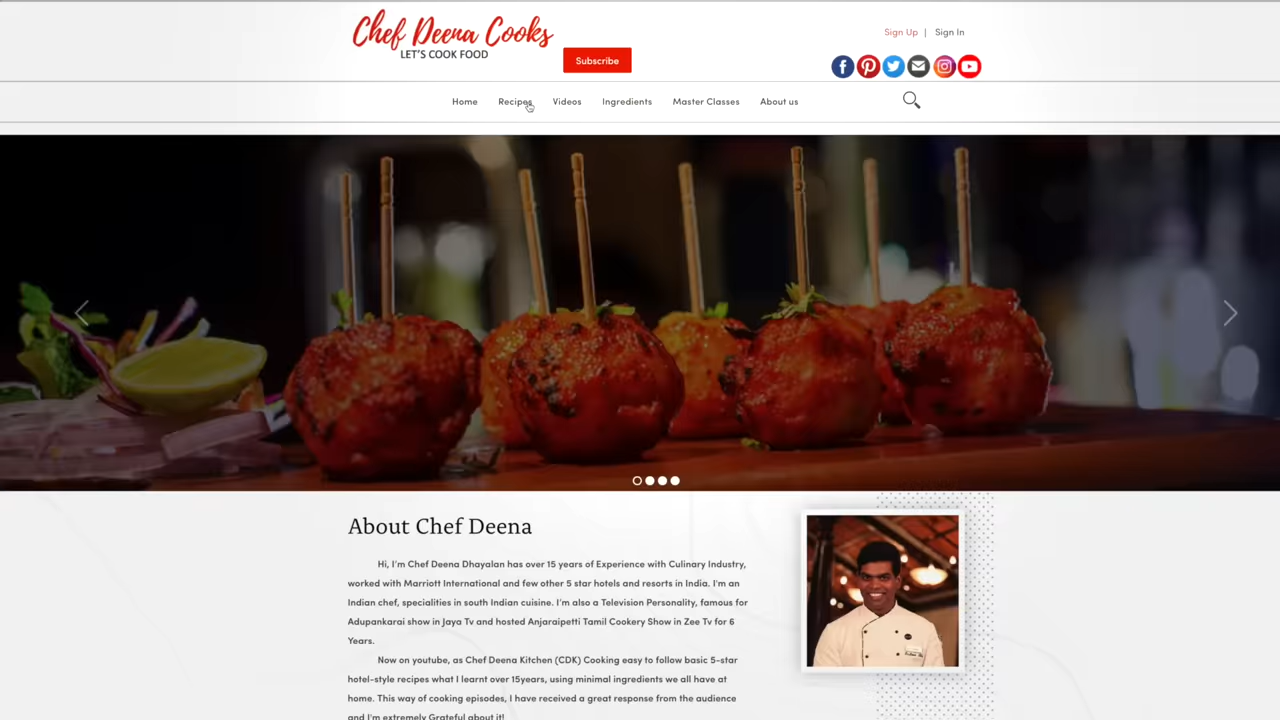 Chef Deena Cooks
LET'S COOK FOOD
Subscribe
Sign Up | Sign In
Home Recipes Videos Ingredients Master Classes About us
About Chef Deena
Hi, I'm Chef Deena Dhayalan has over 15 years of Experience with Culinary Industry,
worked with Marriott International and few other 5 star hotels and resorts in India. I'm an
Indian chef, specialities in south Indian cuisine. I'm also a Television Personality, famous for
Adupankarai show in Jaya Tv and hosted Anjaraipetti Tamil Cookery Show in Zee Tv for 6
Years.
Now on youtube, as Chef Deena Kitchen (CDK) Cooking easy to follow basic 5-star
hotel-style recipes what I learnt over 15years, using minimal ingredients we all have at
home. This way of cooking episodes, I have received a great response from the audience
and I'm extremely Grateful about it!